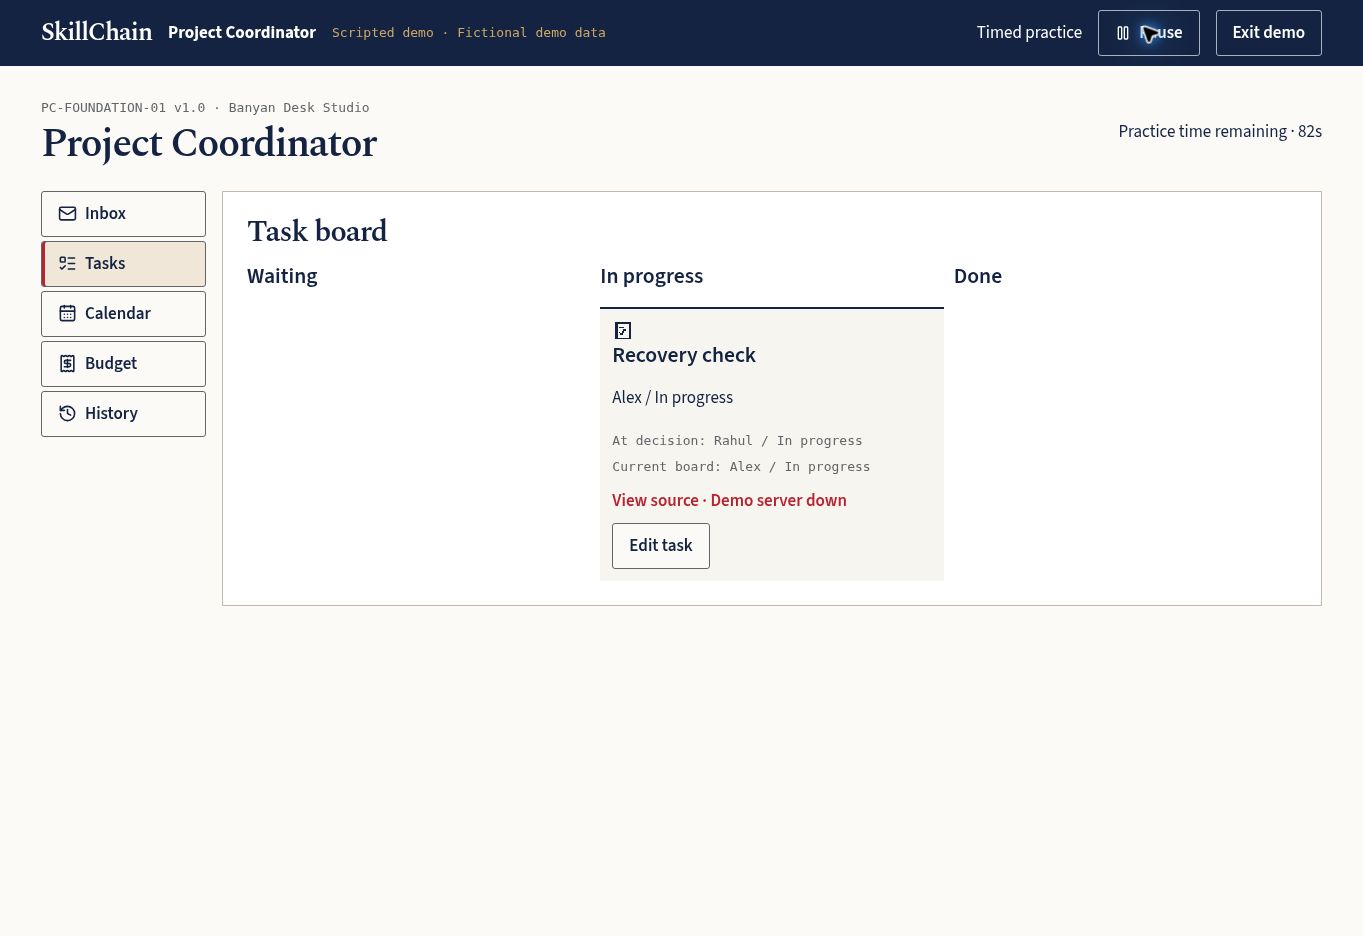 SkillChain Project Coordinator Scripted demo · Fictional demo data Timed practice Exit demo
PC-FOUNDATION-01 v1.0 · Banyan Desk Studio
Project Coordinator
Practice time remaining · 82s
Inbox
Tasks
Calendar
Budget
History
Task board
Waiting
In progress
Done
Recovery check
Alex / In progress
At decision: Rahul / In progress
Current board: Alex / In progress
View source · Demo server down
Edit task